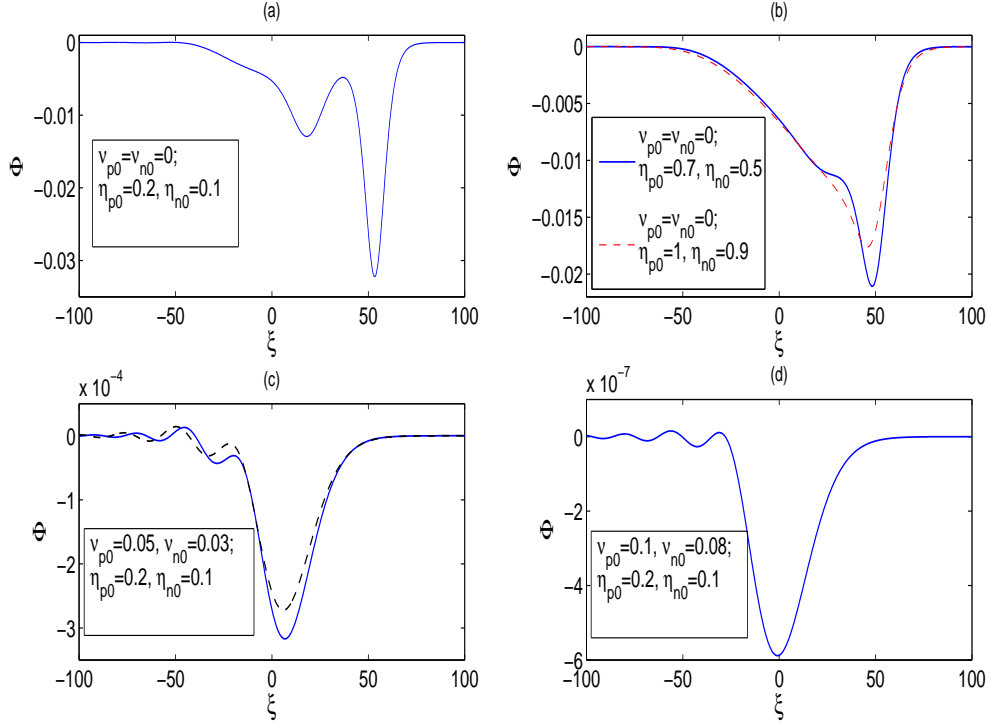 (a)
0
−0.01
−0.02
−0.03
Φ
ν_p0=ν_n0=0;
η_p0=0.2, η_n0=0.1
−100 −50 0 50 100
ξ
(b)
0
−0.005
−0.01
−0.015
−0.02
Φ
ν_p0=ν_n0=0;
η_p0=0.7, η_n0=0.5
ν_p0=ν_n0=0;
η_p0=1, η_n0=0.9
−100 −50 0 50 100
ξ
(c)
x 10^−4
0
−1
−2
−3
Φ
ν_p0=0.05, ν_n0=0.03;
η_p0=0.2, η_n0=0.1
−100 −50 0 50 100
ξ
(d)
x 10^−7
0
−2
−4
−6
Φ
ν_p0=0.1, ν_n0=0.08;
η_p0=0.2, η_n0=0.1
−100 −50 0 50 100
ξ